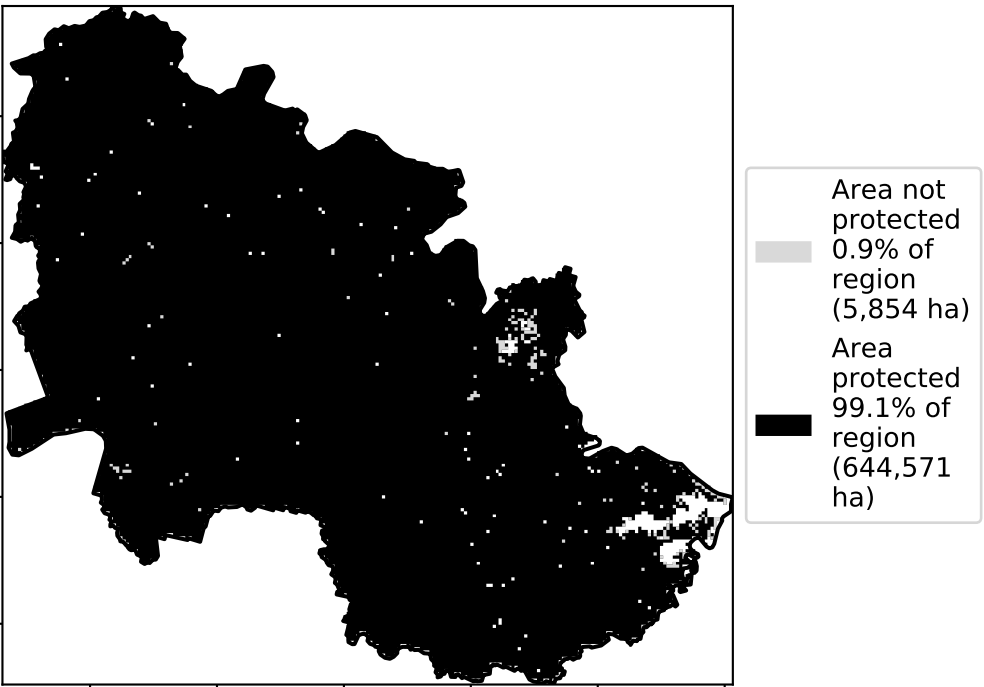 Area not
protected
0.9% of
region
(5,854 ha)
Area
protected
99.1% of
region
(644,571
ha)